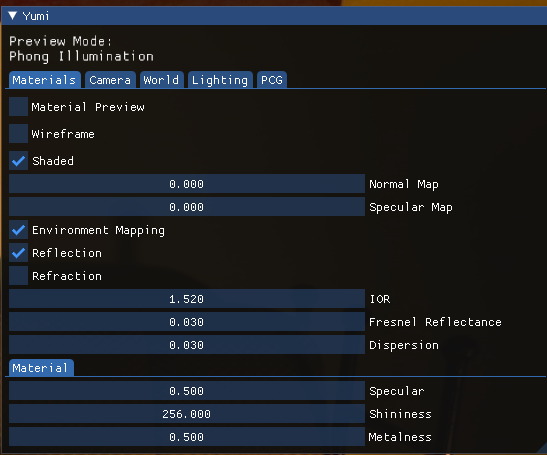 Yumi
Preview Mode:
Phong Illumination
Materials Camera World Lighting PCG
Material Preview
Wireframe
Shaded
0.000 Normal Map
0.000 Specular Map
Environment Mapping
Reflection
Refraction
1.520 IOR
0.030 Fresnel Reflectance
0.030 Dispersion
Material
0.500 Specular
256.000 Shininess
0.500 Metalness